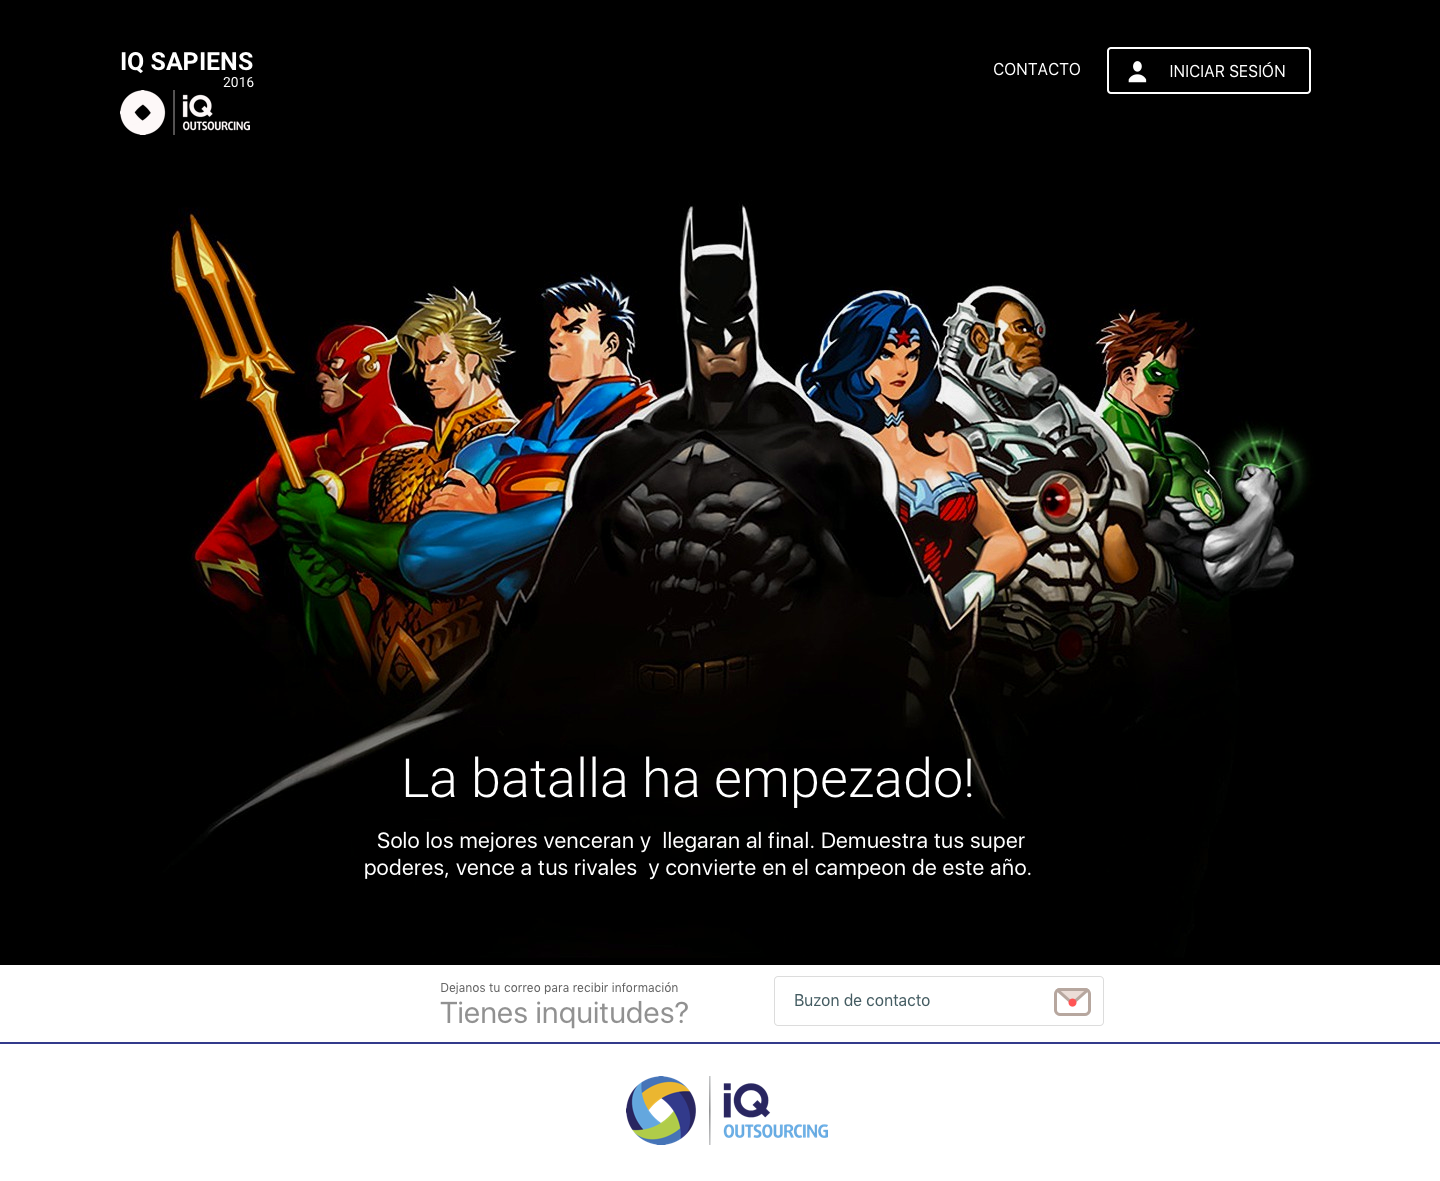 IQ SAPIENS
2016
iQ
OUTSOURCING
CONTACTO
INICIAR SESIÓN
La batalla ha empezado!
Solo los mejores venceran y  llegaran al final. Demuestra tus super
poderes, vence a tus rivales  y convierte en el campeon de este año.
Dejanos tu correo para recibir información
Tienes inquitudes?
Buzon de contacto
iQ
OUTSOURCING